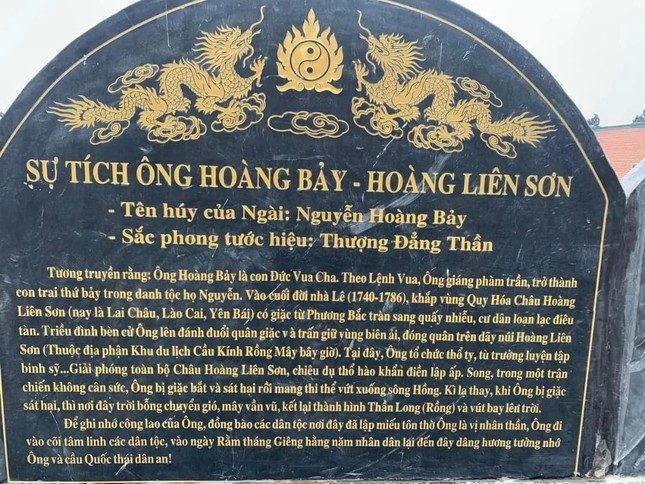 SỰ TÍCH ÔNG HOÀNG BẢY - HOÀNG LIÊN SƠN
- Tên húy của Ngài: Nguyễn Hoàng Bảy
- Sắc phong tước hiệu: Thượng Đẳng Thần
Tương truyền rằng: Ông Hoàng Bảy là con Đức Vua Cha. Theo Lệnh Vua, Ông giáng phàm trần, trở thành
con trai thứ bảy trong danh tộc họ Nguyễn. Vào cuối đời nhà Lê (1740-1786), khắp vùng Quy Hóa Châu Hoàng
Liên Sơn (nay là Lai Châu, Lào Cai, Yên Bái) có giặc từ Phương Bắc tràn sang quấy nhiễu, cư dân loạn lạc điêu
tàn. Triều đình bèn cử Ông lên đánh đuổi quân giặc và trấn giữ vùng biên ải, đóng quân trên dãy núi Hoàng Liên
Sơn (Thuộc địa phận Khu du lịch Cầu Kính Rồng Mây bây giờ). Tại đây, Ông tổ chức thổ ty, tù trưởng luyện tập
binh sỹ...Giải phóng toàn bộ Châu Hoàng Liên Sơn, chiêu dụ thổ hào khẩn điền lập ấp. Song, trong một trận
chiến không cân sức, Ông bị giặc bắt và sát hại rồi mang thi thể vứt xuống sông Hồng. Kì lạ thay, khi Ông bị giặc
sát hại, thì nơi đây trời bỗng chuyển gió, mây vần vũ, kết lại thành hình Thần Long (Rồng) và vút bay lên trời.
Để ghi nhớ công lao của Ông, đồng bào các dân tộc nơi đây đã lập miếu tôn thờ Ông là vị nhân thần, Ông đi
vào cõi tâm linh các dân tộc, vào ngày Rằm tháng Giêng hằng năm nhân dân lại đến đây dâng hương tưởng nhớ
Ông và cầu Quốc thái dân an!